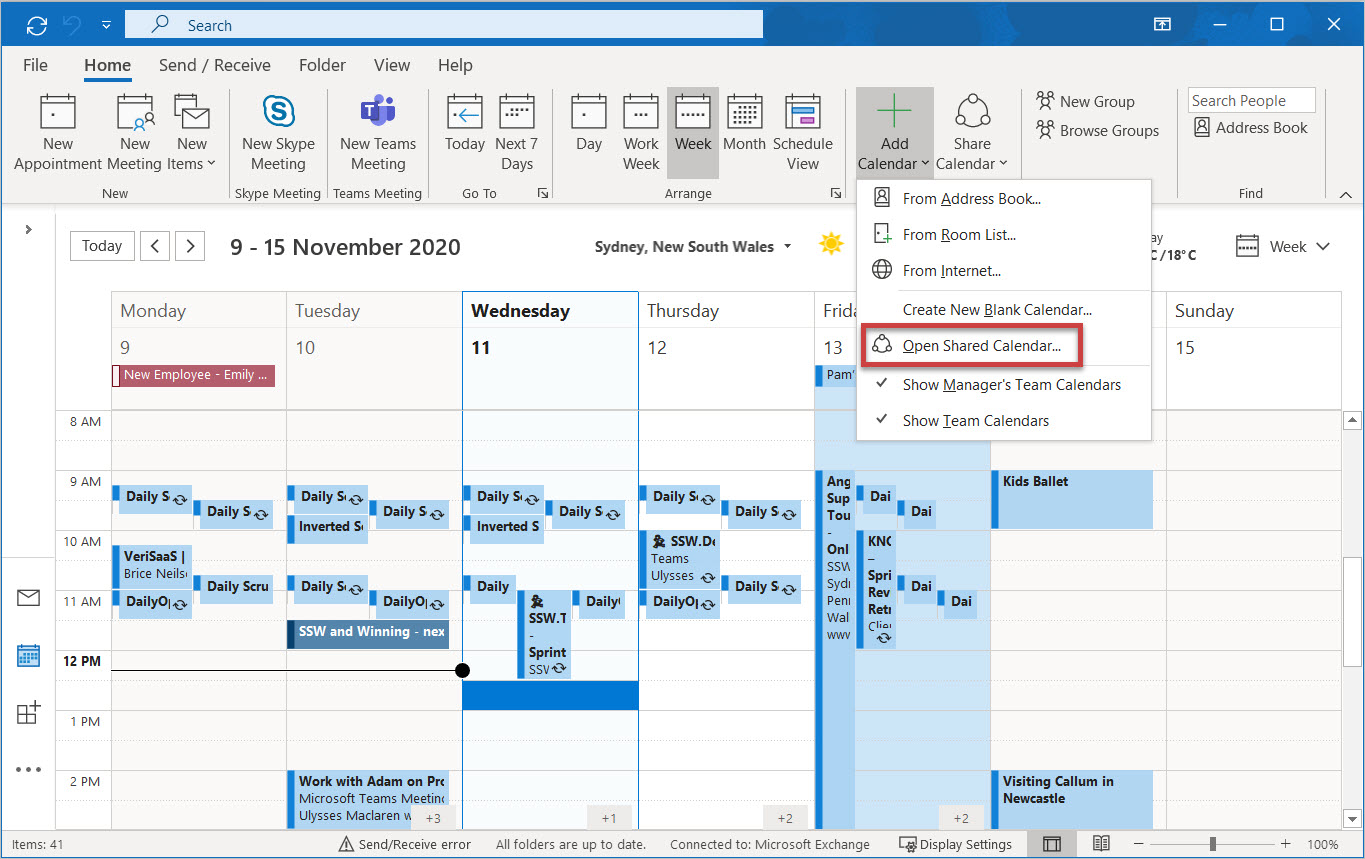 Search
File Home Send / Receive Folder View Help
New Appointment
New Meeting
New Items
New
New Skype Meeting
Skype Meeting
New Teams Meeting
Teams Meeting
Today
Next 7 Days
Go To
Day
Work Week
Week
Month
Schedule View
Arrange
Add Calendar
Share Calendar
New Group
Browse Groups
Search People
Address Book
Find
From Address Book...
From Room List...
From Internet...
Create New Blank Calendar...
Open Shared Calendar...
Show Manager's Team Calendars
Show Team Calendars
Today
9 - 15 November 2020
Sydney, New South Wales
ay
C/18°C
Week
Monday Tuesday Wednesday Thursday Frida Sunday
9 10 11 12 13 15
New Employee - Emily ...
Pam'
8 AM
9 AM
10 AM
11 AM
12 PM
1 PM
2 PM
Daily S
Daily S
VeriSaaS |
Brice Neils
Daily Scru
DailyO
Daily S
Daily S
Inverted S
Daily S
DailyO
SSW and Winning - nex
Work with Adam on Pro
Microsoft Teams Meeting
Ulysses Maclaren w
+3
Daily S
Daily S
Inverted S
Daily
SSW.T
-
Sprint
SSW
Daily
+1
Daily S
Daily S
SSW.De
Teams
Ulysses
Daily S
DailyO
+2
Ang
Sup
Tou
-
Onl
SSW
Sydn
Penn
Wal
www
Dai
Dai
KNO
–
Spri
Rev
Retr
Clie
Dai
Dai
+2
Kids Ballet
Visiting Callum in
Newcastle
Items: 41
Send/Receive error
All folders are up to date.
Connected to: Microsoft Exchange
Display Settings
100%